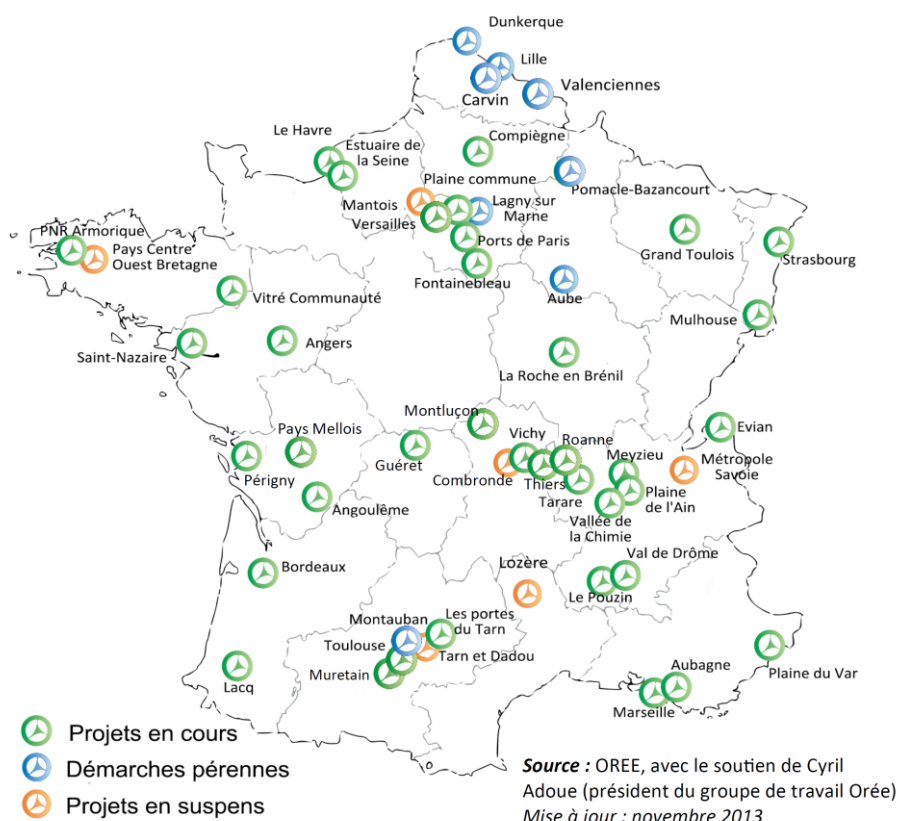 Dunkerque
Lille
Carvin
Valenciennes
Le Havre
Estuaire de
la Seine
Compiègne
Plaine commune
Pomacle-Bazancourt
Mantois
Versailles
Lagny sur
Marne
Ports de Paris
Fontainebleau
Grand Toulois
Strasbourg
PNR Armorique
Pays Centre
Ouest Bretagne
Vitré Communauté
Aube
Mulhouse
Saint-Nazaire
Angers
La Roche en Brénil
Montluçon
Pays Mellois
Vichy
Roanne
Evian
Périgny
Guéret
Combronde
Thiers
Tarare
Meyzieu
Métropole
Savoie
Plaine
de l'Ain
Angoulême
Vallée de
la Chimie
Bordeaux
Lozère
Val de Drôme
Le Pouzin
Montauban
Les portes
du Tarn
Toulouse
Tarn et Dadou
Muretain
Lacq
Aubagne
Marseille
Plaine du Var
Projets en cours
Démarches pérennes
Projets en suspens
Source : OREE, avec le soutien de Cyril
Adoue (président du groupe de travail Orée)
Mise à jour : novembre 2013